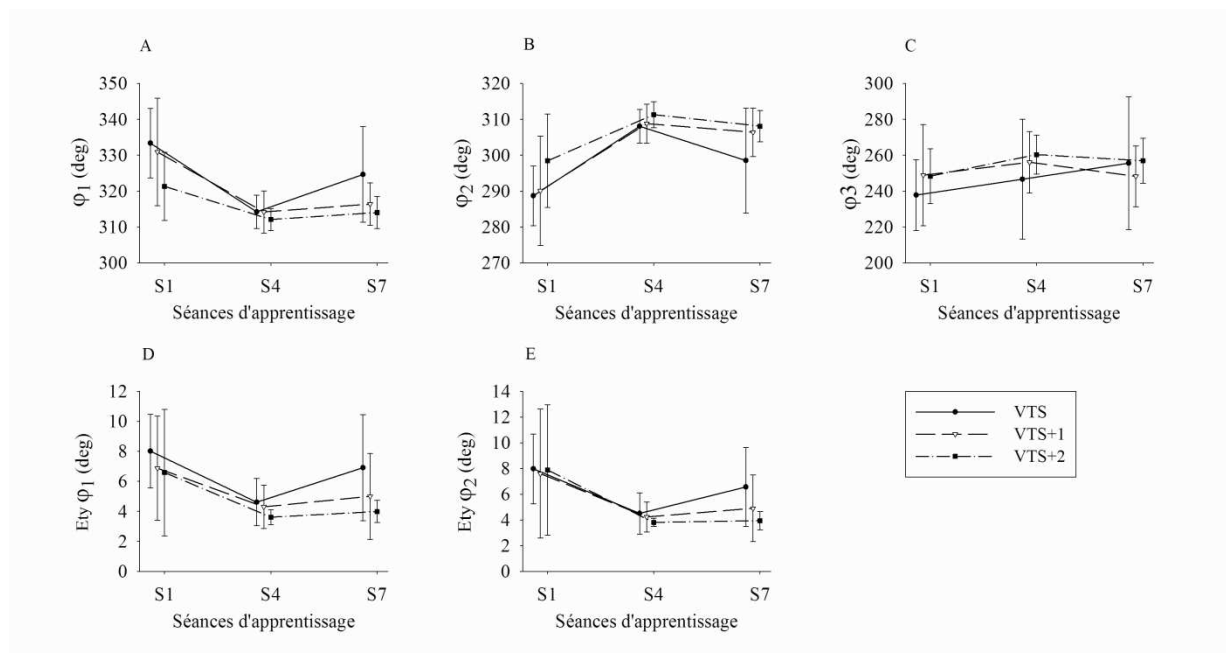 A
φ1 (deg)
350
340
330
320
310
300
S1
S4
S7
Séances d'apprentissage
B
φ2 (deg)
320
310
300
290
280
270
S1
S4
S7
Séances d'apprentissage
C
φ3 (deg)
300
280
260
240
220
200
S1
S4
S7
Séances d'apprentissage
D
Ety φ1 (deg)
12
10
8
6
4
2
0
S1
S4
S7
Séances d'apprentissage
E
Ety φ2 (deg)
14
12
10
8
6
4
2
0
S1
S4
S7
Séances d'apprentissage
VTS
VTS+1
VTS+2